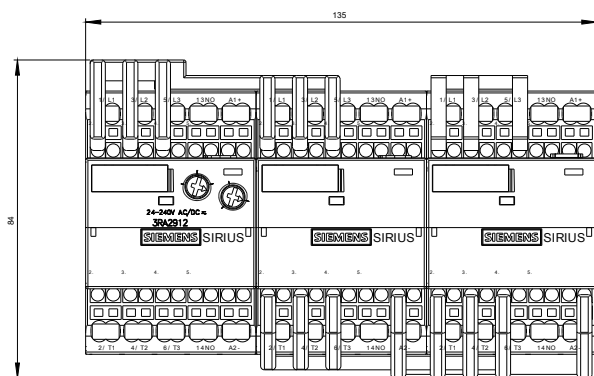 135
84
1/ L1 3/ L2 5/ L3 13NO A1+
1/ L1 3/ L2 5/ L3 13NO A1+
1/ L1 3/ L2 5/ L3 13NO A1+
24-240V AC/DC≂
3RA2912
SIEMENS SIRIUS
SIEMENS SIRIUS
SIEMENS SIRIUS
2. 3. 4. 5.
2. 3. 4. 5.
2. 3. 4. 5.
2/ T1 4/ T2 6/ T3 14NO A2-
2/ T1 4/ T2 6/ T3 14NO A2-
2/ T1 4/ T2 6/ T3 14NO A2-